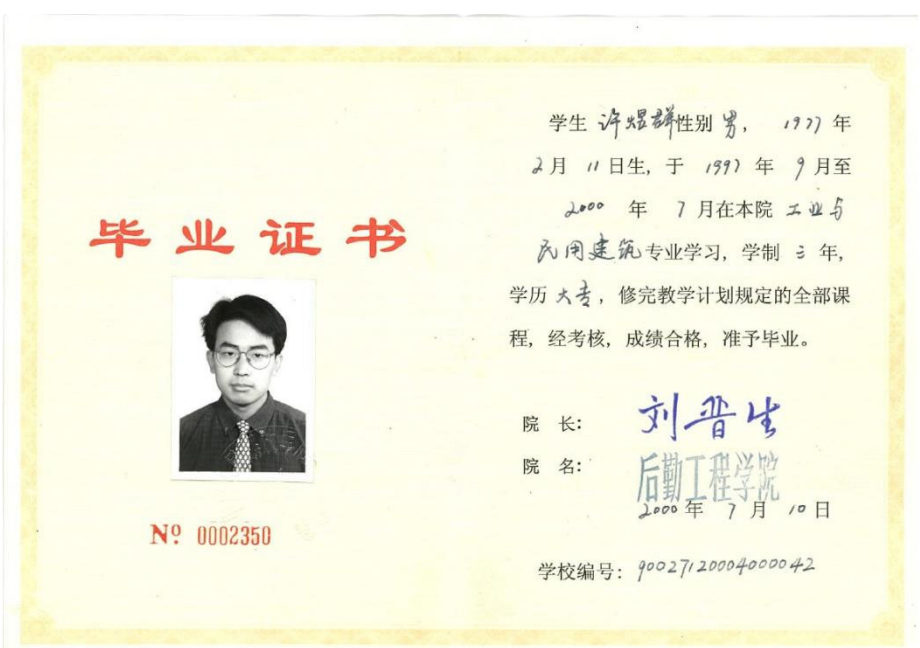 毕业证书
№ 0002350
学生 许煜群 性别 男, 1977 年
2 月 11 日生, 于 1997 年 9 月至
2000 年 7 月在本院 工业与
民用建筑 专业学习, 学制 三 年,
学历 大专, 修完教学计划规定的全部课
程, 经考核, 成绩合格, 准予毕业。
院 长: 刘晋生
院 名: 后勤工程学院
2000 年 7 月 10 日
学校编号: 90027120004000042